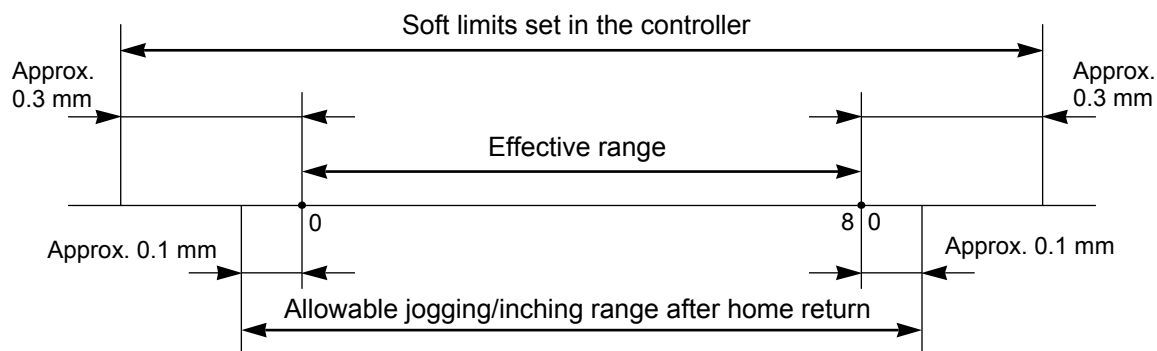 Soft limits set in the controller
Approx.
0.3 mm
Approx.
0.3 mm
Effective range
0
8 0
Approx. 0.1 mm
Approx. 0.1 mm
Allowable jogging/inching range after home return